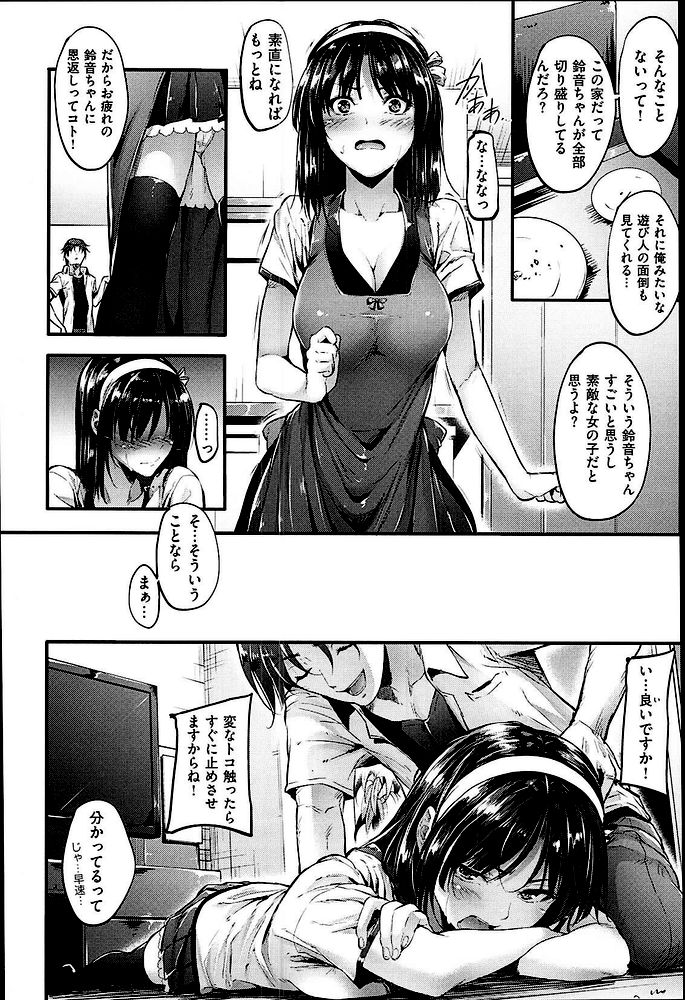 そんなこと
ないって！
この家だって
鈴音ちゃんが全部
切り盛りしてる
んだろ？
それに俺みたいな
遊び人の面倒も
見てくれる…
そういう鈴音ちゃん
すごいと思うし
素敵な女の子だと
思うよ？
な…ななっ
素直になれば
もっとね
だからお疲れの
鈴音ちゃんに
恩返しってコト！
……っ
そ…そういう
ことなら
まぁ…
い…良いですか！
変なトコ触ったら
すぐに止めさせ
ますからね！
分かってるって
じゃ…早速…